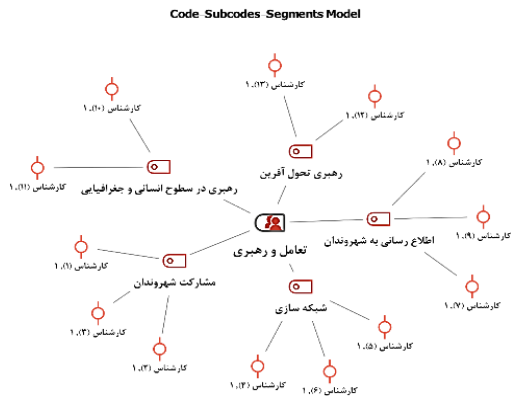 Code-Subcodes-Segments Model
کارشناس (۱۳)، ۱
کارشناس (۱۲)، ۱
کارشناس (۱۰)، ۱
رهبری تحول آفرین
کارشناس (۸)، ۱
کارشناس (۱۱)، ۱
رهبری در سطوح انسانی و جغرافیایی
کارشناس (۹)، ۱
اطلاع رسانی به شهروندان
تعامل و رهبری
کارشناس (۱)، ۱
مشارکت شهروندان
کارشناس (۷)، ۱
شبکه سازی
کارشناس (۳)، ۱
کارشناس (۵)، ۱
کارشناس (۲)، ۱
کارشناس (۴)، ۱
کارشناس (۶)، ۱